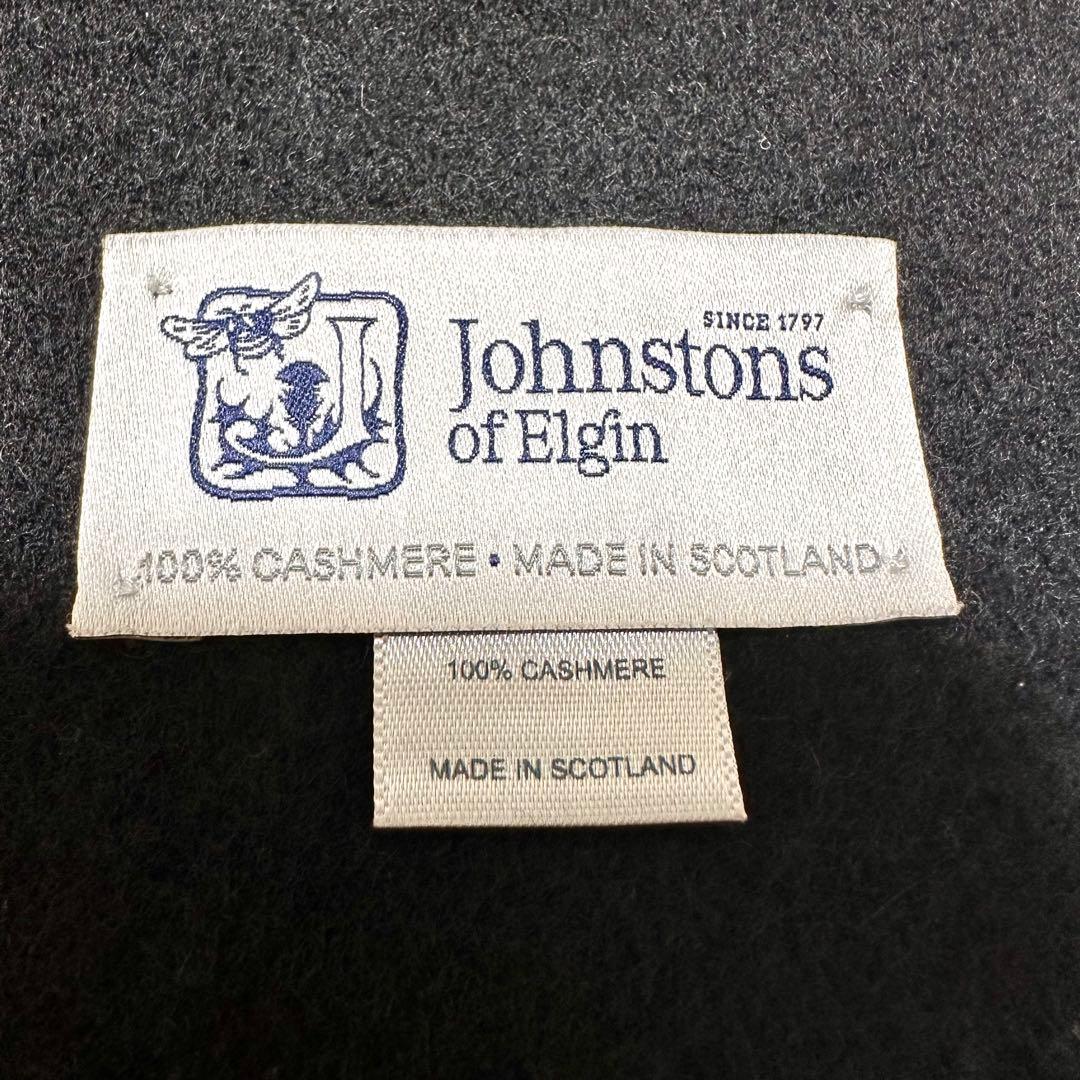 SINCE 1797
Johnstons
of Elgin
100% CASHMERE • MADE IN SCOTLAND
100% CASHMERE
MADE IN SCOTLAND